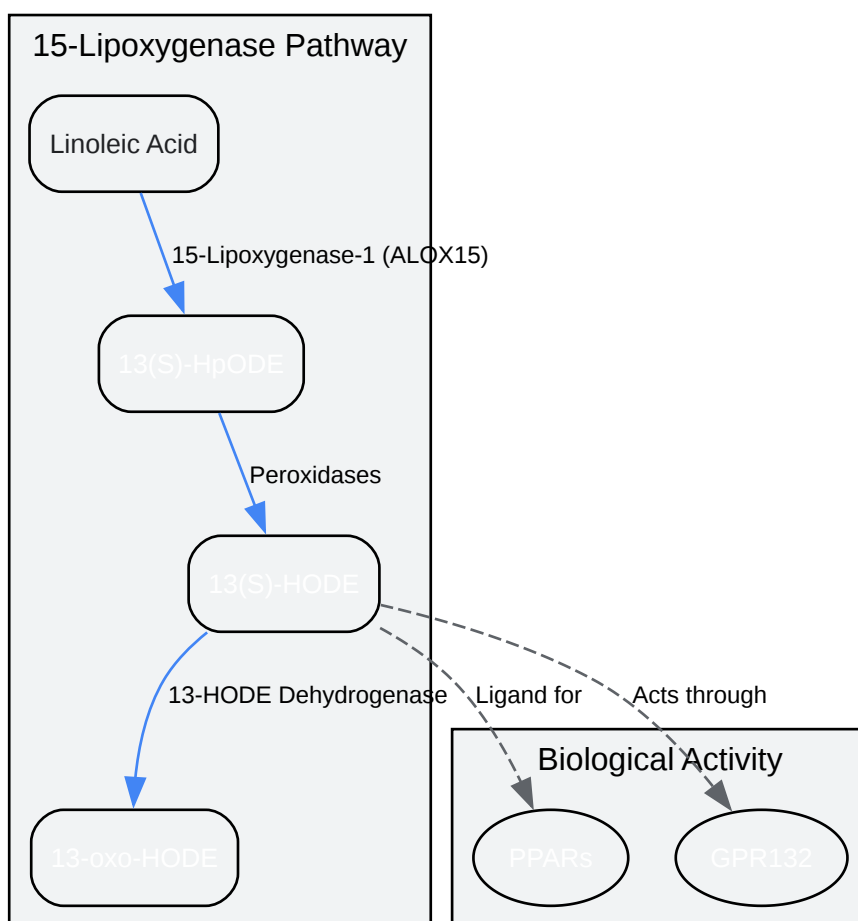 15-Lipoxygenase Pathway
Linoleic Acid
15-Lipoxygenase-1 (ALOX15)
13(S)-HpODE
Peroxidases
13(S)-HODE
13-HODE Dehydrogenase
Ligand for
Acts through
Biological Activity
13-oxo-HODE
PPARs
GPR132